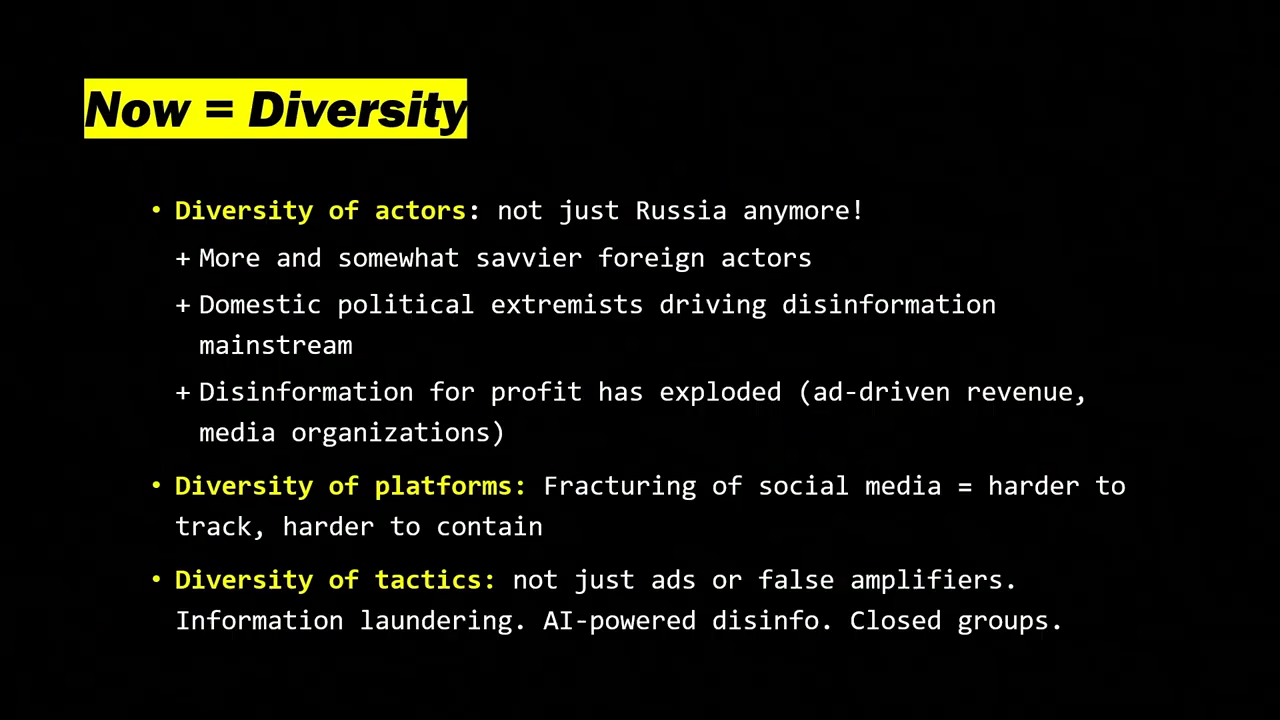 Now = Diversity
• Diversity of actors: not just Russia anymore!
+ More and somewhat savvier foreign actors
+ Domestic political extremists driving disinformation
mainstream
+ Disinformation for profit has exploded (ad-driven revenue,
media organizations)
• Diversity of platforms: Fracturing of social media = harder to
track, harder to contain
• Diversity of tactics: not just ads or false amplifiers.
Information laundering. AI-powered disinfo. Closed groups.